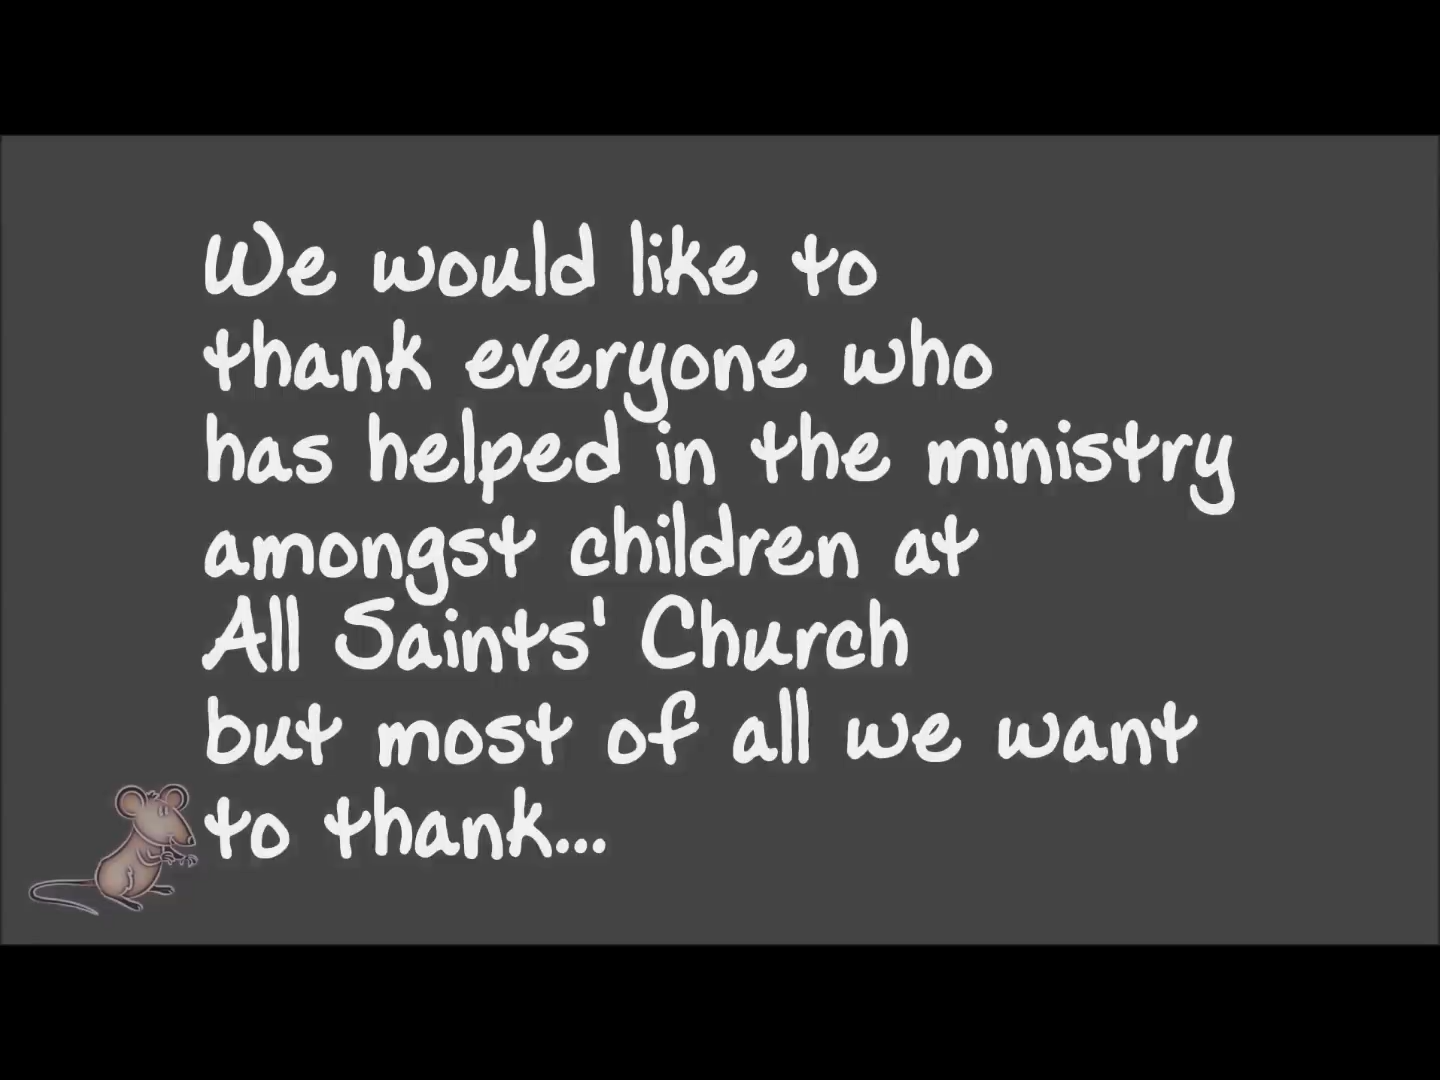 We would like to
thank everyone who
has helped in the ministry
amongst children at
All Saints' Church
but most of all we want
to thank...